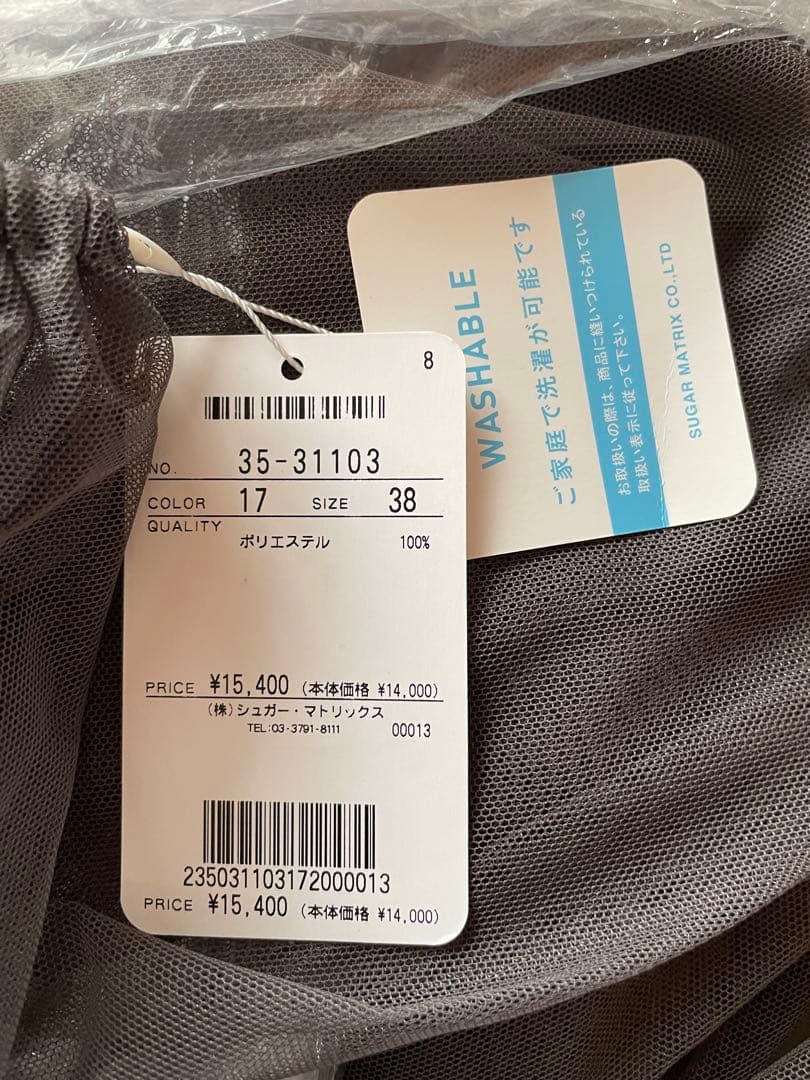 8
NO. 35-31103
COLOR 17 SIZE 38
QUALITY
ポリエステル 100%
PRICE ¥15,400 (本体価格 ¥14,000)
(株)シュガー・マトリックス
TEL:03-3791-8111 00013
235031103172000013
PRICE ¥15,400 (本体価格 ¥14,000)
WASHABLE
ご家庭で洗濯が可能です
お取扱いの際は、商品に縫いつけられている
取扱い表示に従って下さい。
SUGAR MATRIX CO.,LTD